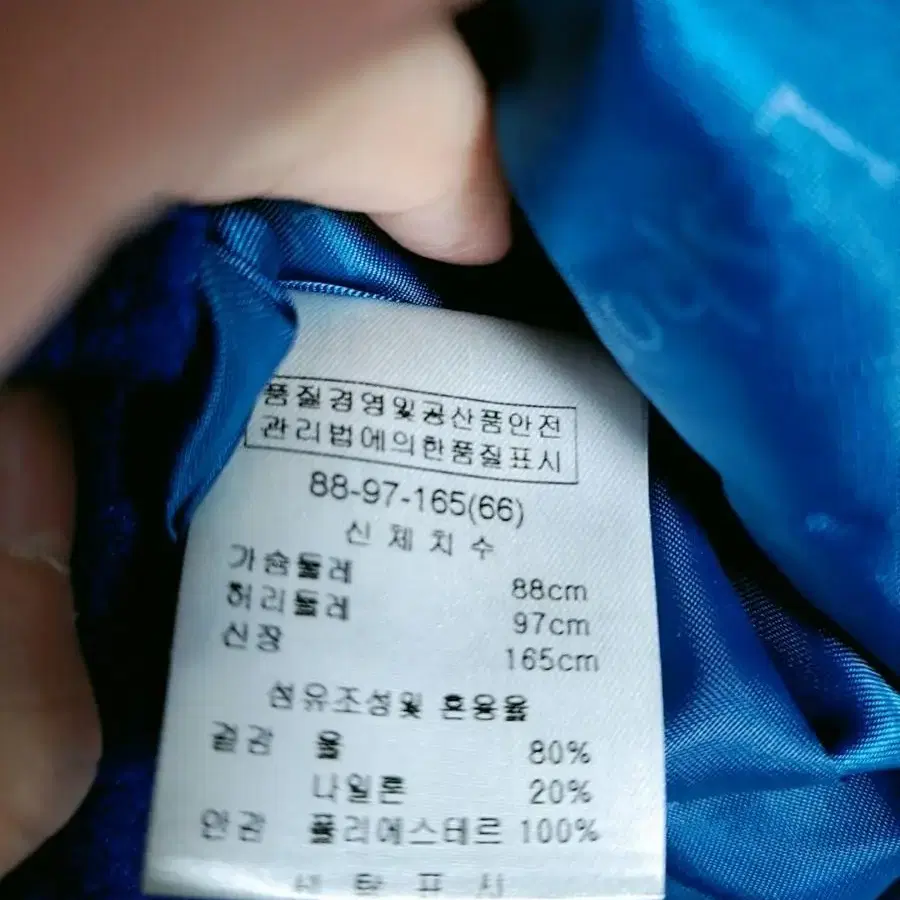 품질경영및공산품안전
관리법에의한품질표시
88-97-165(66)
신체치수
가슴둘레 88cm
허리둘레 97cm
신장 165cm
섬유조성및 혼용율
겉감 울 80%
나일론 20%
안감 폴리에스테르 100%